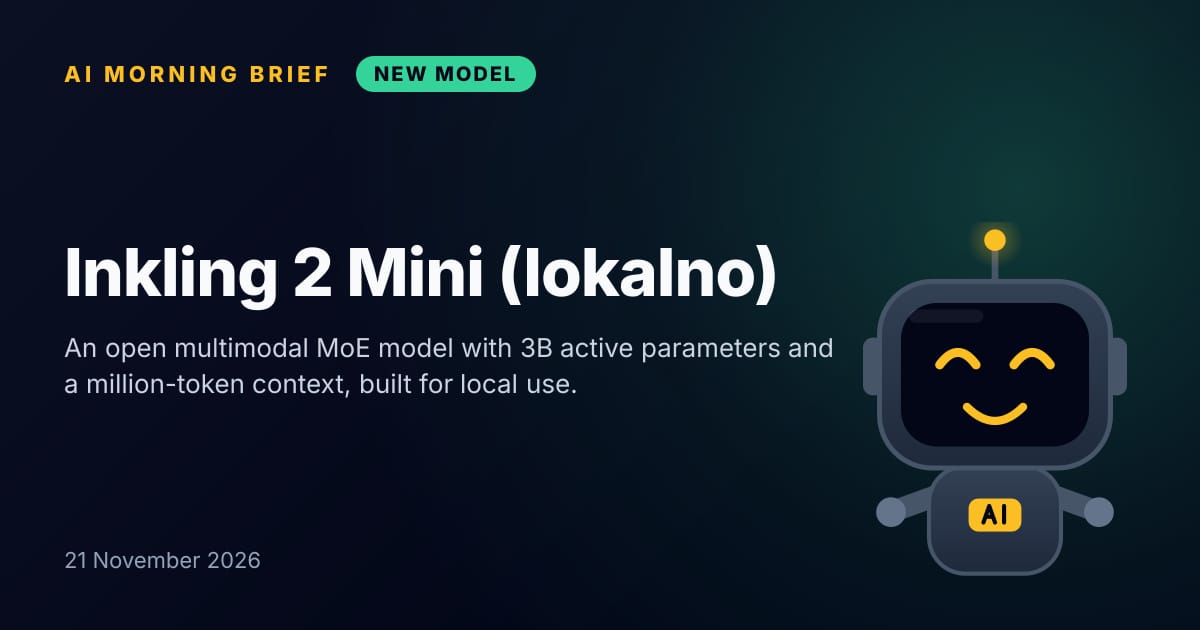 AI MORNING BRIEF
NEW MODEL
Inkling 2 Mini (lokalno)
An open multimodal MoE model with 3B active parameters and
a million-token context, built for local use.
AI
21 November 2026